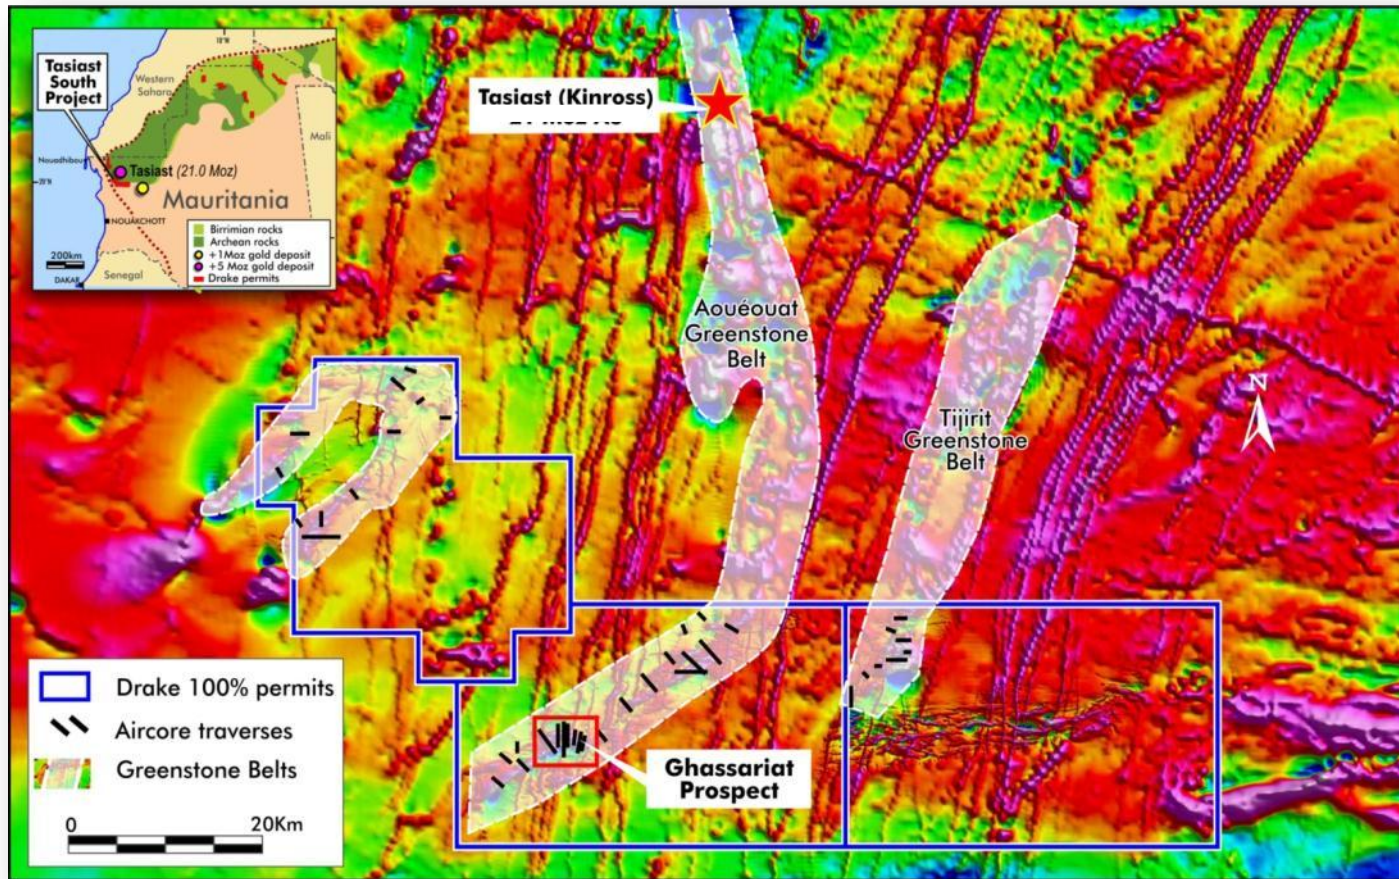 Tasiast
South
Project
Western
Sahara
18°N
Mali
Nouadhibou
Tasiast (21.0 Moz)
20°N
Mauritania
NOUAKCHOTT
Birrimian rocks
Archean rocks
+1Moz gold deposit
+5 Moz gold deposit
Drake permits
200km
Senegal
DAKAR
Tasiast (Kinross)
Aouéouat
Greenstone
Belt
Tijirit
Greenstone
Belt
N
Ghassariat
Prospect
Drake 100% permits
Aircore traverses
Greenstone Belts
0 20Km